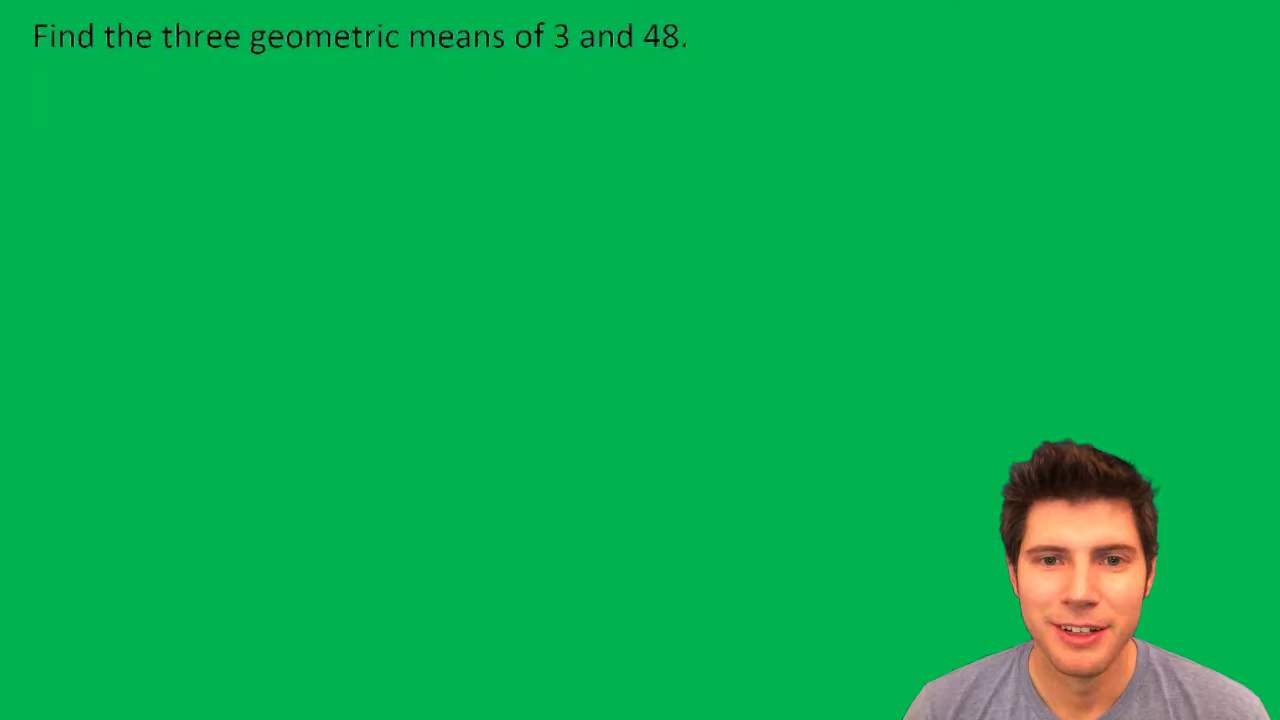 Find the three geometric means of 3 and 48.